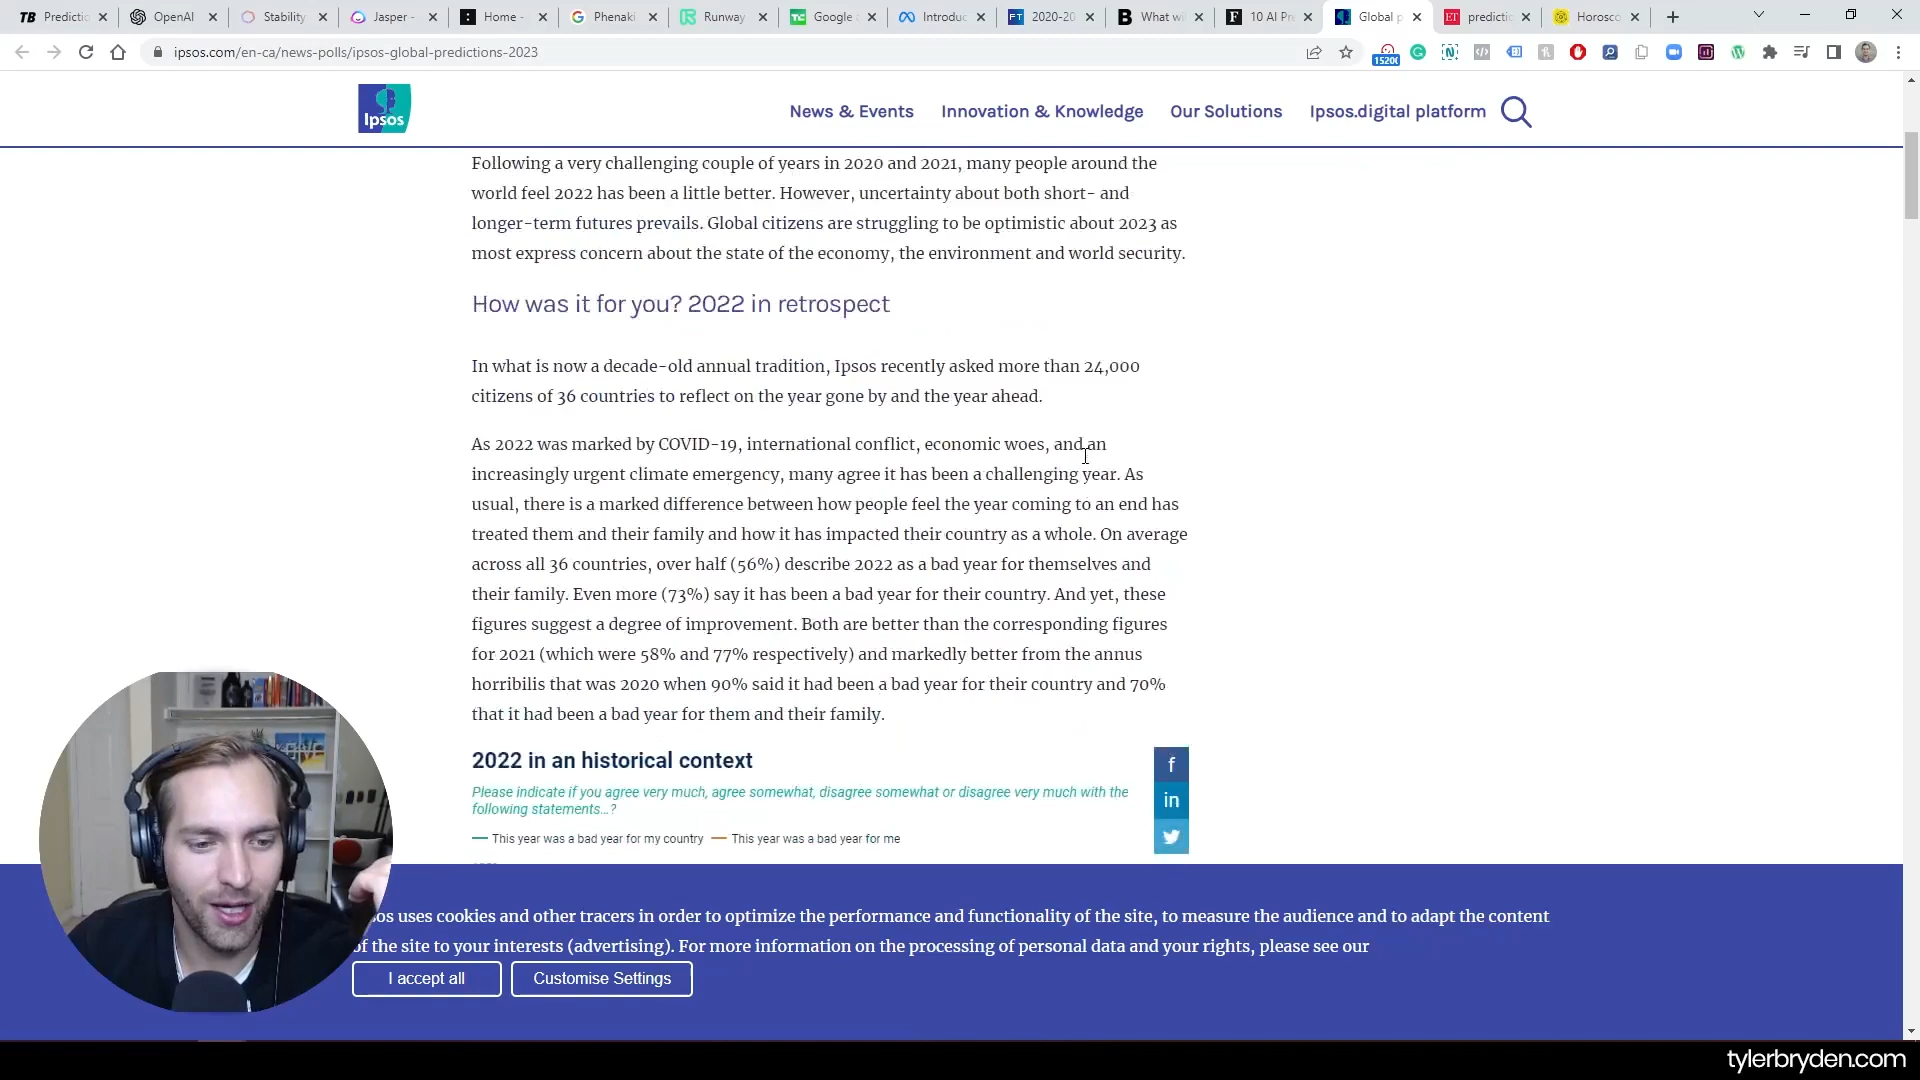 TB Predictio
OpenAI
Stability
Jasper -
Home -
Phenaki
Runway
Google
Introduc
FT 2020-20
B What wi
F 10 AI Pr
Global p
ET predictic
Horosco
ipsos.com/en-ca/news-polls/ipsos-global-predictions-2023
Ipsos
News & Events
Innovation & Knowledge
Our Solutions
Ipsos.digital platform
Following a very challenging couple of years in 2020 and 2021, many people around the
world feel 2022 has been a little better. However, uncertainty about both short- and
longer-term futures prevails. Global citizens are struggling to be optimistic about 2023 as
most express concern about the state of the economy, the environment and world security.
How was it for you? 2022 in retrospect
In what is now a decade-old annual tradition, Ipsos recently asked more than 24,000
citizens of 36 countries to reflect on the year gone by and the year ahead.
As 2022 was marked by COVID-19, international conflict, economic woes, and an
increasingly urgent climate emergency, many agree it has been a challenging year. As
usual, there is a marked difference between how people feel the year coming to an end has
treated them and their family and how it has impacted their country as a whole. On average
across all 36 countries, over half (56%) describe 2022 as a bad year for themselves and
their family. Even more (73%) say it has been a bad year for their country. And yet, these
figures suggest a degree of improvement. Both are better than the corresponding figures
for 2021 (which were 58% and 77% respectively) and markedly better from the annus
horribilis that was 2020 when 90% said it had been a bad year for their country and 70%
that it had been a bad year for them and their family.
2022 in an historical context
Please indicate if you agree very much, agree somewhat, disagree somewhat or disagree very much with the
following statements...?
This year was a bad year for my country
This year was a bad year for me
f
in
os uses cookies and other tracers in order to optimize the performance and functionality of the site, to measure the audience and to adapt the content
of the site to your interests (advertising). For more information on the processing of personal data and your rights, please see our
I accept all
Customise Settings
tylerbryden.com